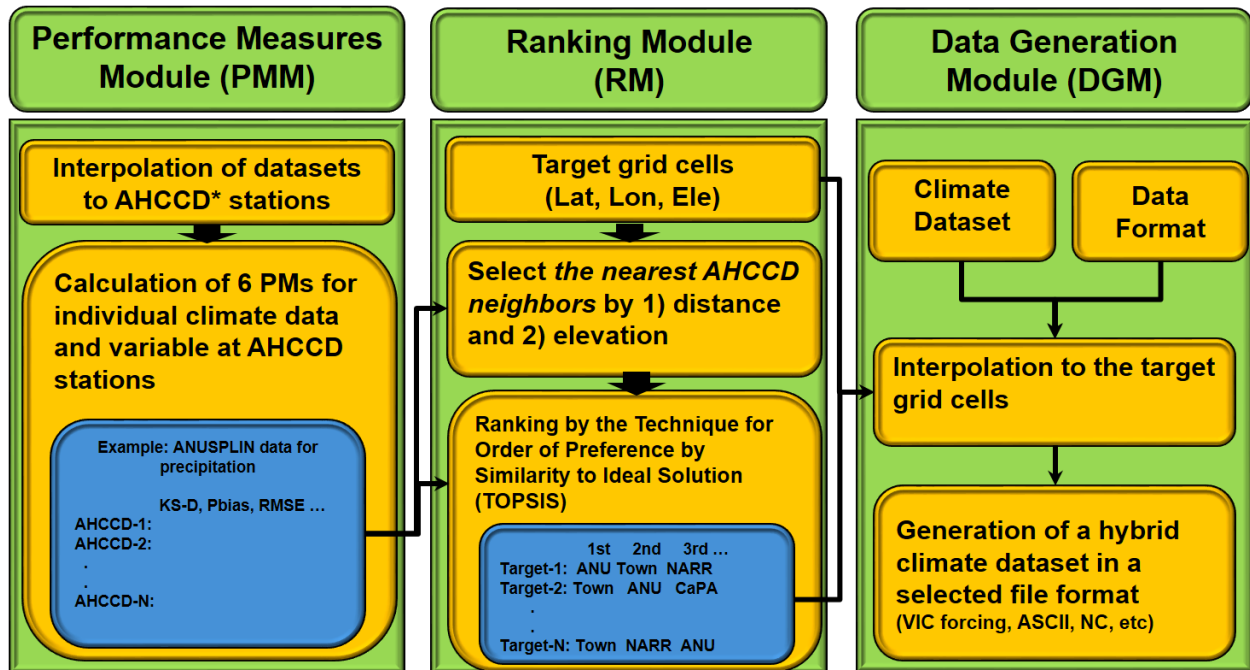 Performance Measures
Module (PMM)
Interpolation of datasets
to AHCCD* stations
Calculation of 6 PMs for
individual climate data
and variable at AHCCD
stations
Example: ANUSPLIN data for
precipitation
KS-D, Pbias, RMSE ...
AHCCD-1:
AHCCD-2:
.
.
AHCCD-N:
Ranking Module
(RM)
Target grid cells
(Lat, Lon, Ele)
Select the nearest AHCCD
neighbors by 1) distance
and 2) elevation
Ranking by the Technique for
Order of Preference by
Similarity to Ideal Solution
(TOPSIS)
1st 2nd 3rd ...
Target-1: ANU Town NARR
Target-2: Town ANU CaPA
.
.
Target-N: Town NARR ANU
Data Generation
Module (DGM)
Climate
Dataset
Data
Format
Interpolation to the target
grid cells
Generation of a hybrid
climate dataset in a
selected file format
(VIC forcing, ASCII, NC, etc)